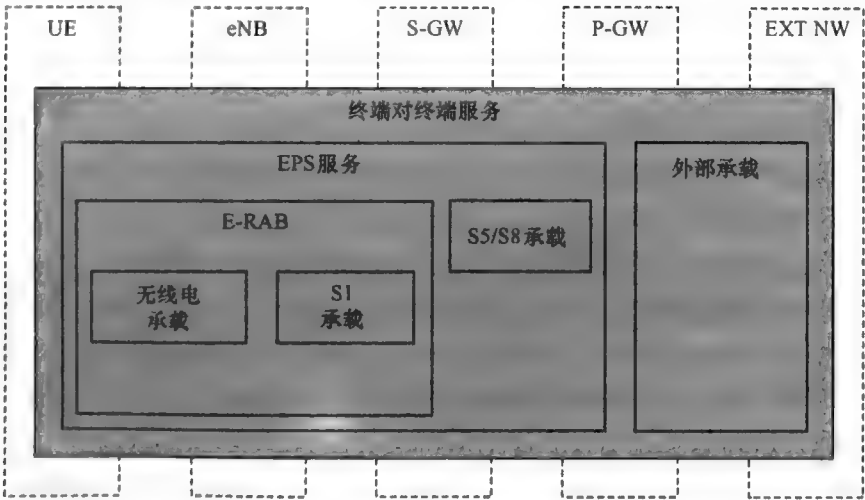 UE eNB S-GW P-GW EXT NW
终端对终端服务
EPS服务 外部承载
E-RAB
S5/S8承载
无线电 S1
承载 承载